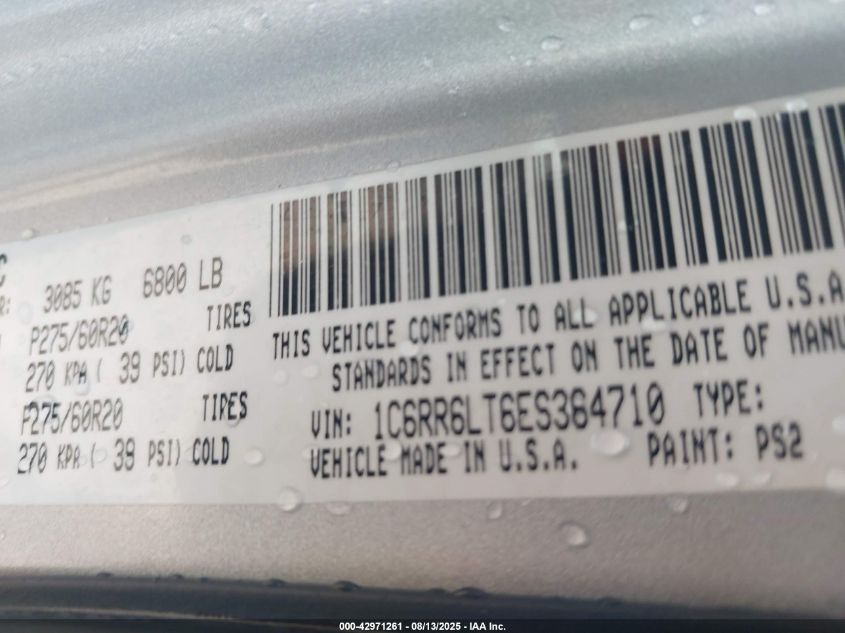 C
R: 3085 KG 6800 LB
P275/60R20 TIRES
270 KPA ( 39 PSI) COLD
P275/60R20 TIRES
270 KPA ( 39 PSI) COLD
THIS VEHICLE CONFORMS TO ALL APPLICABLE U.S.A
STANDARDS IN EFFECT ON THE DATE OF MANU
VIN: 1C6RR6LT6ES364710 TYPE:
VEHICLE MADE IN U.S.A. PAINT: PS2
000-42971261 - 08/13/2025 - IAA Inc.